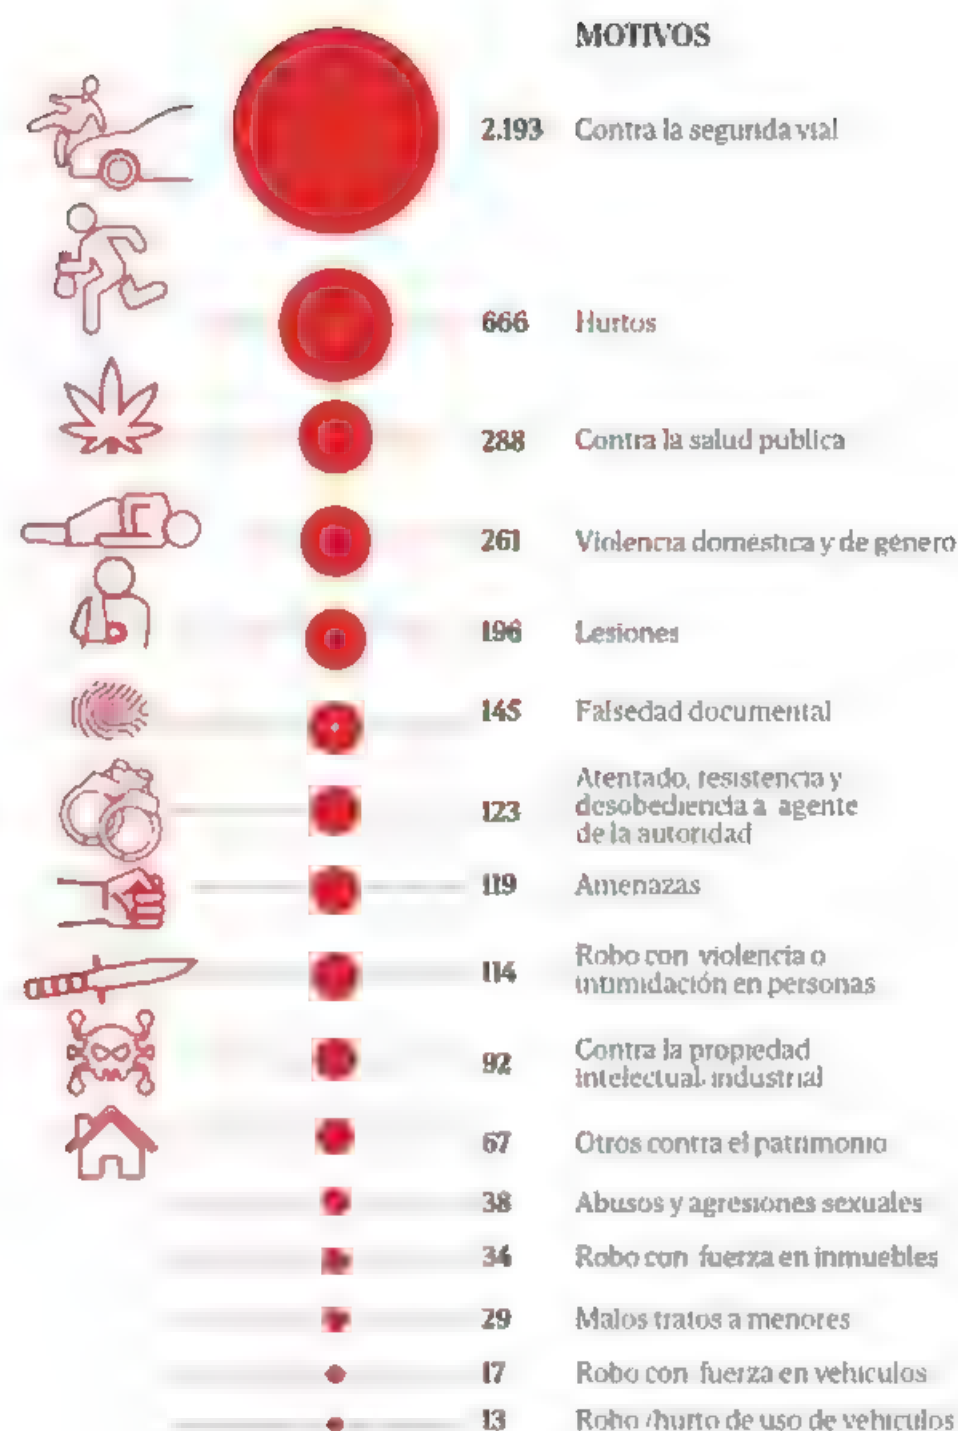 MOTIVOS
2.193 Contra la segurida vial
666 Hurtos
288 Contra la salud publica
261 Violencia doméstica y de género
196 Lesiones
145 Falsedad documental
Atentado, resistencia y
123 desobediencia a agente
de la autoridad
119 Amenazas
Robo con violencia o
114 intimidación en personas
Contra la propiedad
92 intelectual, industrial
67 Otros contra el patrimonio
38 Abusos y agresiones sexuales
34 Robo con fuerza en inmuebles
29 Malos tratos a menores
17 Robo con fuerza en vehículos
13 Robo /hurto de uso de vehículos